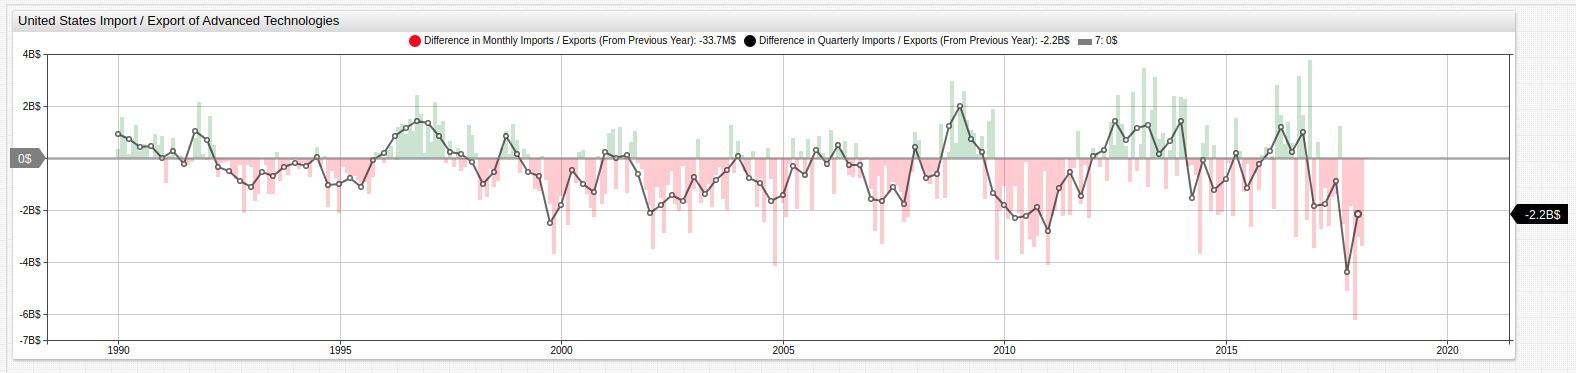 United States Import / Export of Advanced Technologies
Difference in Monthly Imports / Exports (From Previous Year): -33.7M$ Difference in Quarterly Imports / Exports (From Previous Year): -2.2B$ 7: 0$
4B$
2B$
0$
-2B$
-2.2B$
-4B$
-6B$
-7B$
1990 1995 2000 2005 2010 2015 2020